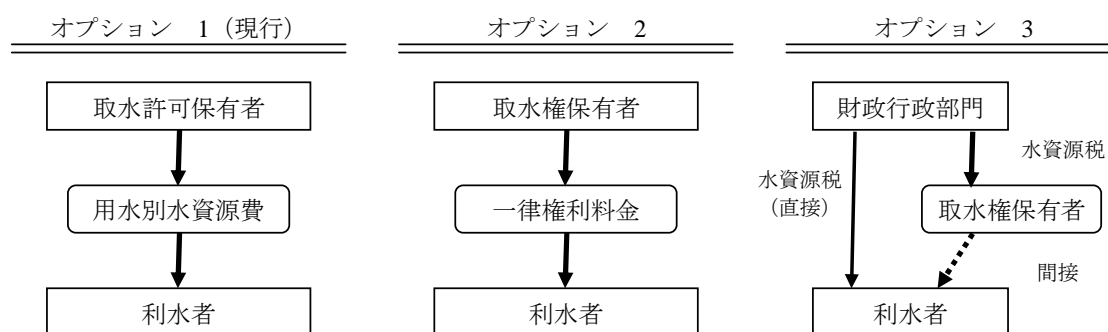 オプション 1（現行）
取水許可保有者
用水別水資源費
利水者
オプション 2
取水権保有者
一律権利料金
利水者
オプション 3
財政行政部門
水資源税
水資源税
（直接）
取水権保有者
間接
利水者